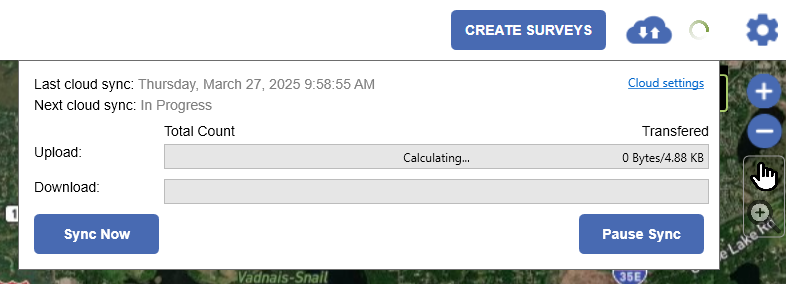 CREATE SURVEYS
Last cloud sync: Thursday, March 27, 2025 9:58:55 AM
Cloud settings
Next cloud sync: In Progress
Total Count Transfered
Upload: Calculating... 0 Bytes/4.88 KB
Download:
1
Sync Now Pause Sync
Lake Rd
Vadnais-Snail
35E